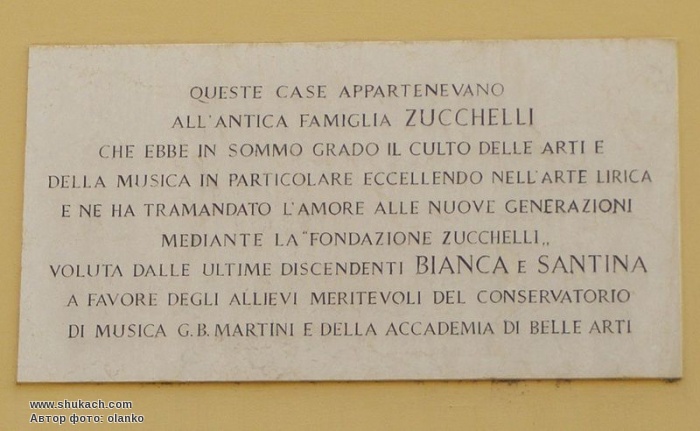 QUESTE CASE APPARTENEVANO
ALL'ANTICA FAMIGLIA ZUCCHELLI
CHE EBBE IN SOMMO GRADO IL CULTO DELLE ARTI E
DELLA MUSICA IN PARTICOLARE ECCELLENDO NELL'ARTE LIRICA
E NE HA TRAMANDATO L'AMORE ALLE NUOVE GENERAZIONI
MEDIANTE LA "FONDAZIONE ZUCCHELLI„
VOLUTA DALLE ULTIME DISCENDENTI BIANCA E SANTINA
A FAVORE DEGLI ALLIEVI MERITEVOLI DEL CONSERVATORIO
DI MUSICA G.B. MARTINI E DELLA ACCADEMIA DI BELLE ARTI
www.shukach.com
Автор фото: olanko